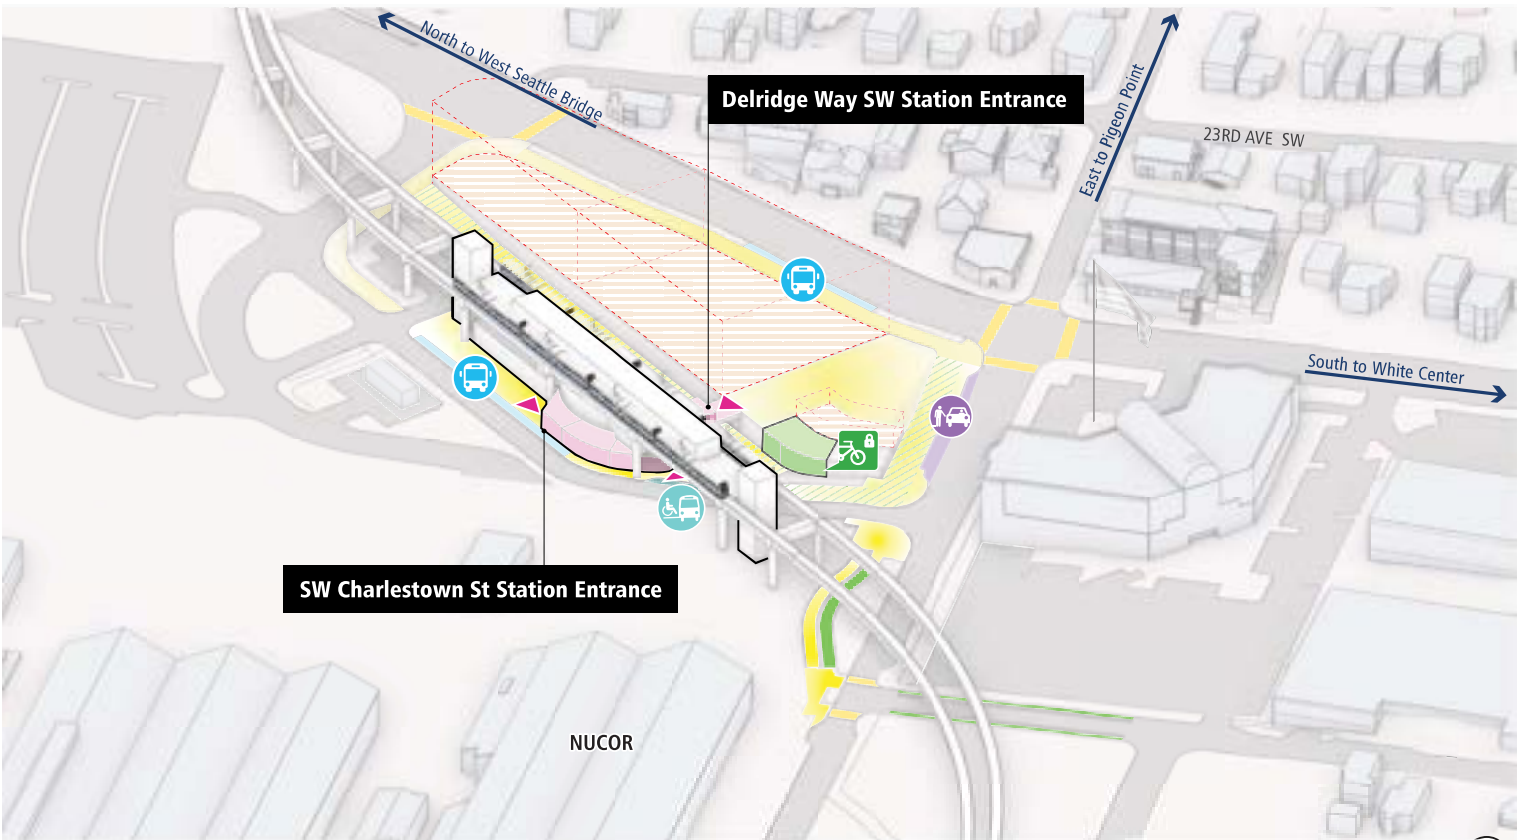 North to West Seattle Bridge
Delridge Way SW Station Entrance
East to Pigeon Point
23RD AVE SW
South to White Center
SW Charlestown St Station Entrance
NUCOR